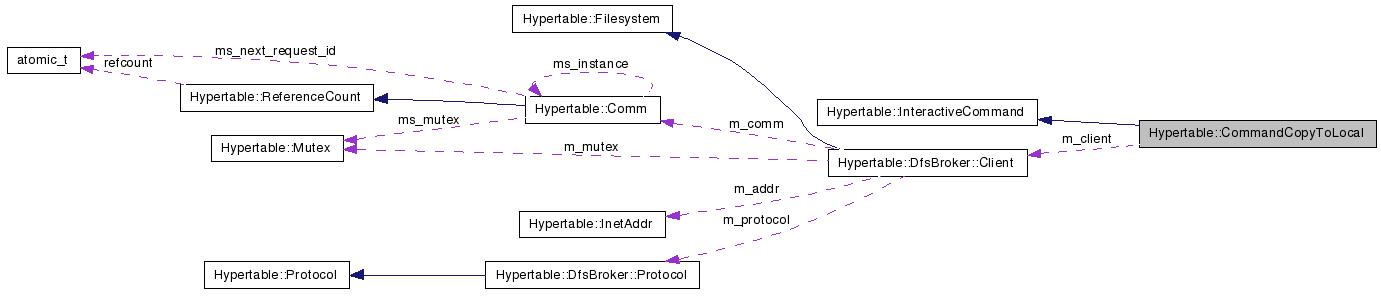 Hypertable::Filesystem
atomic_t
ms_next_request_id
refcount
ms_instance
Hypertable::ReferenceCount
Hypertable::Comm
Hypertable::InteractiveCommand
ms_mutex
m_comm
Hypertable::CommandCopyToLocal
Hypertable::Mutex
m_mutex
m_client
Hypertable::DfsBroker::Client
m_addr
Hypertable::InetAddr
m_protocol
Hypertable::Protocol
Hypertable::DfsBroker::Protocol